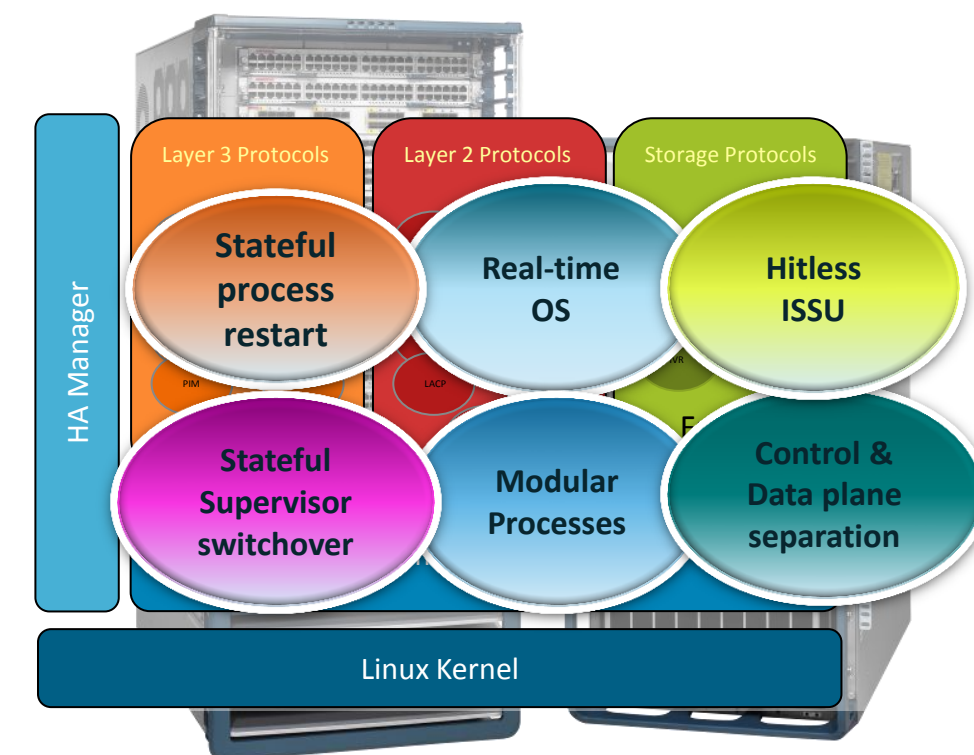 Layer 3 Protocols
Layer 2 Protocols
Storage Protocols
HA Manager
Stateful
process
restart
Real-time
OS
Hitless
ISSU
PIM
LACP
Stateful
Supervisor
switchover
Modular
Processes
Control &
Data plane
separation
Linux Kernel